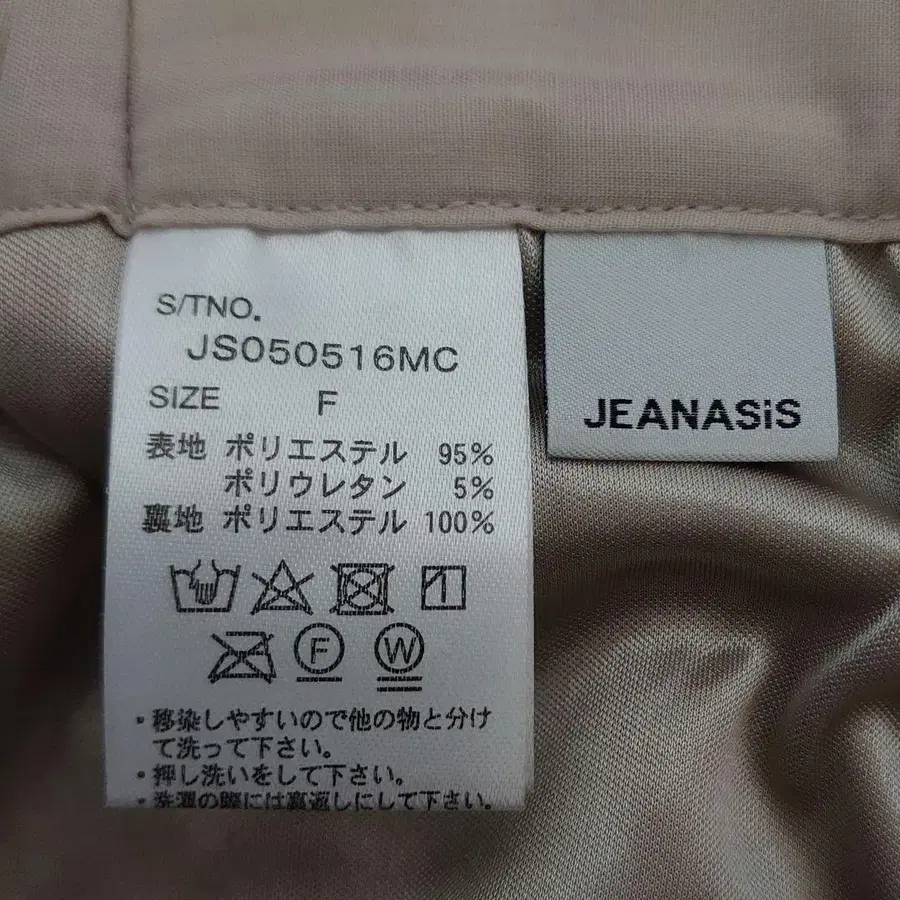 S/TNO.
JS050516MC
SIZE F
表地 ポリエステル 95%
ポリウレタン 5%
裏地 ポリエステル 100%
F W
・移染しやすいので他の物と分け
て洗って下さい。
・押し洗いをして下さい。
・洗濯の際には裏返しにして下さい。
JEANASiS